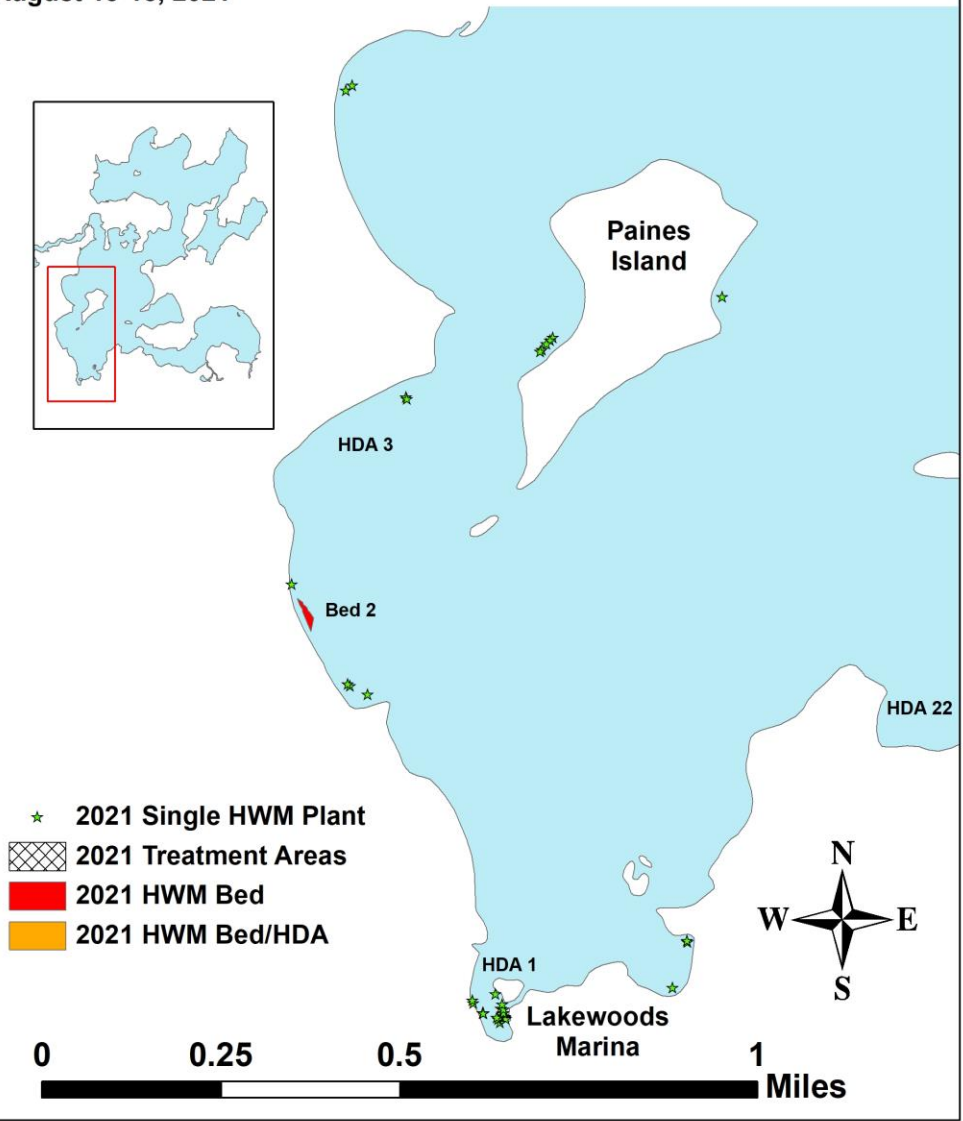 Paines
Island
HDA 3
Bed 2
HDA 22
2021 Single HWM Plant
2021 Treatment Areas
2021 HWM Bed
2021 HWM Bed/HDA
N
W E
S
HDA 1
Lakewoods
Marina
0 0.25 0.5 1
Miles